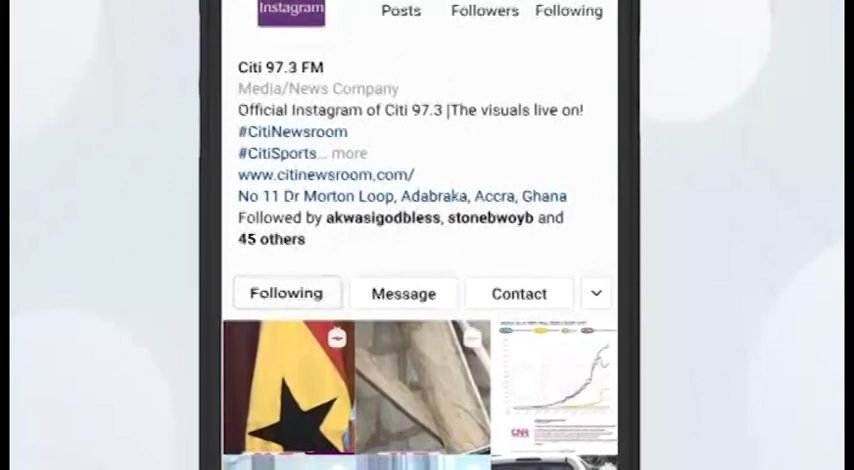 Instagram
Posts Followers Following
Citi 97.3 FM
Media/News Company
Official Instagram of Citi 97.3 |The visuals live on!
#CitiNewsroom
#CitiSports... more
www.citinewsroom.com/
No 11 Dr Morton Loop, Adabraka, Accra, Ghana
Followed by akwasigodbless, stonebwoyb and
45 others
Following Message Contact
CNR